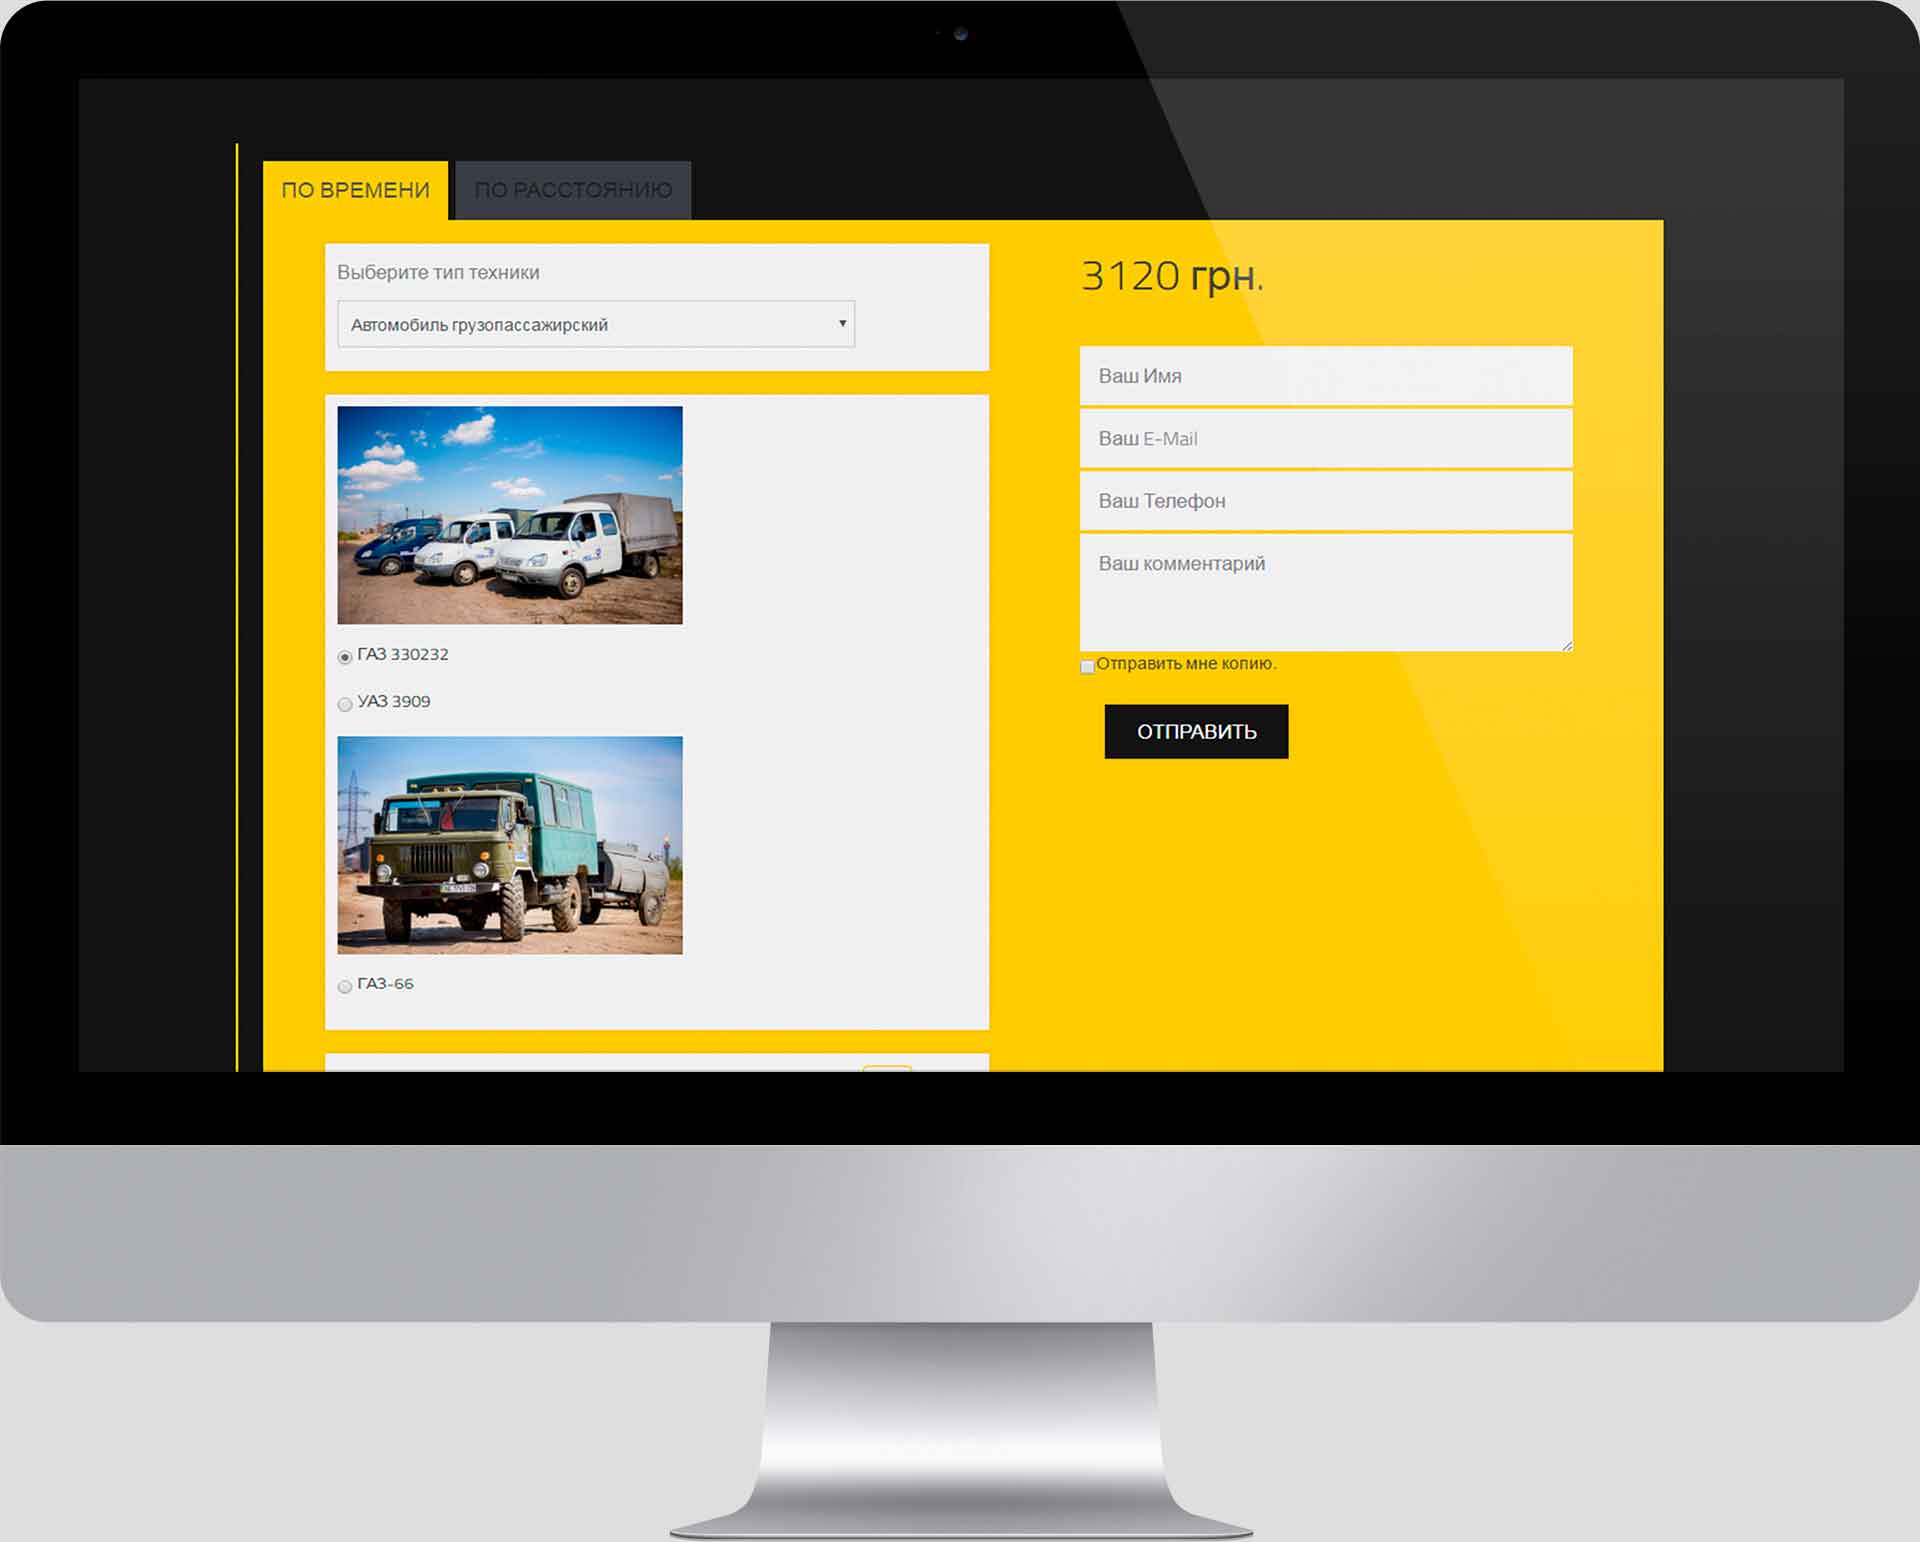 ПО ВРЕМЕНИ
ПО РАССТОЯНИЮ
Выберите тип техники
Автомобиль грузопассажирский
ГАЗ 330232
УАЗ 3909
ГАЗ-66
3120 грн.
Ваш Имя
Ваш E-Mail
Ваш Телефон
Ваш комментарий
Отправить мне копию.
ОТПРАВИТЬ